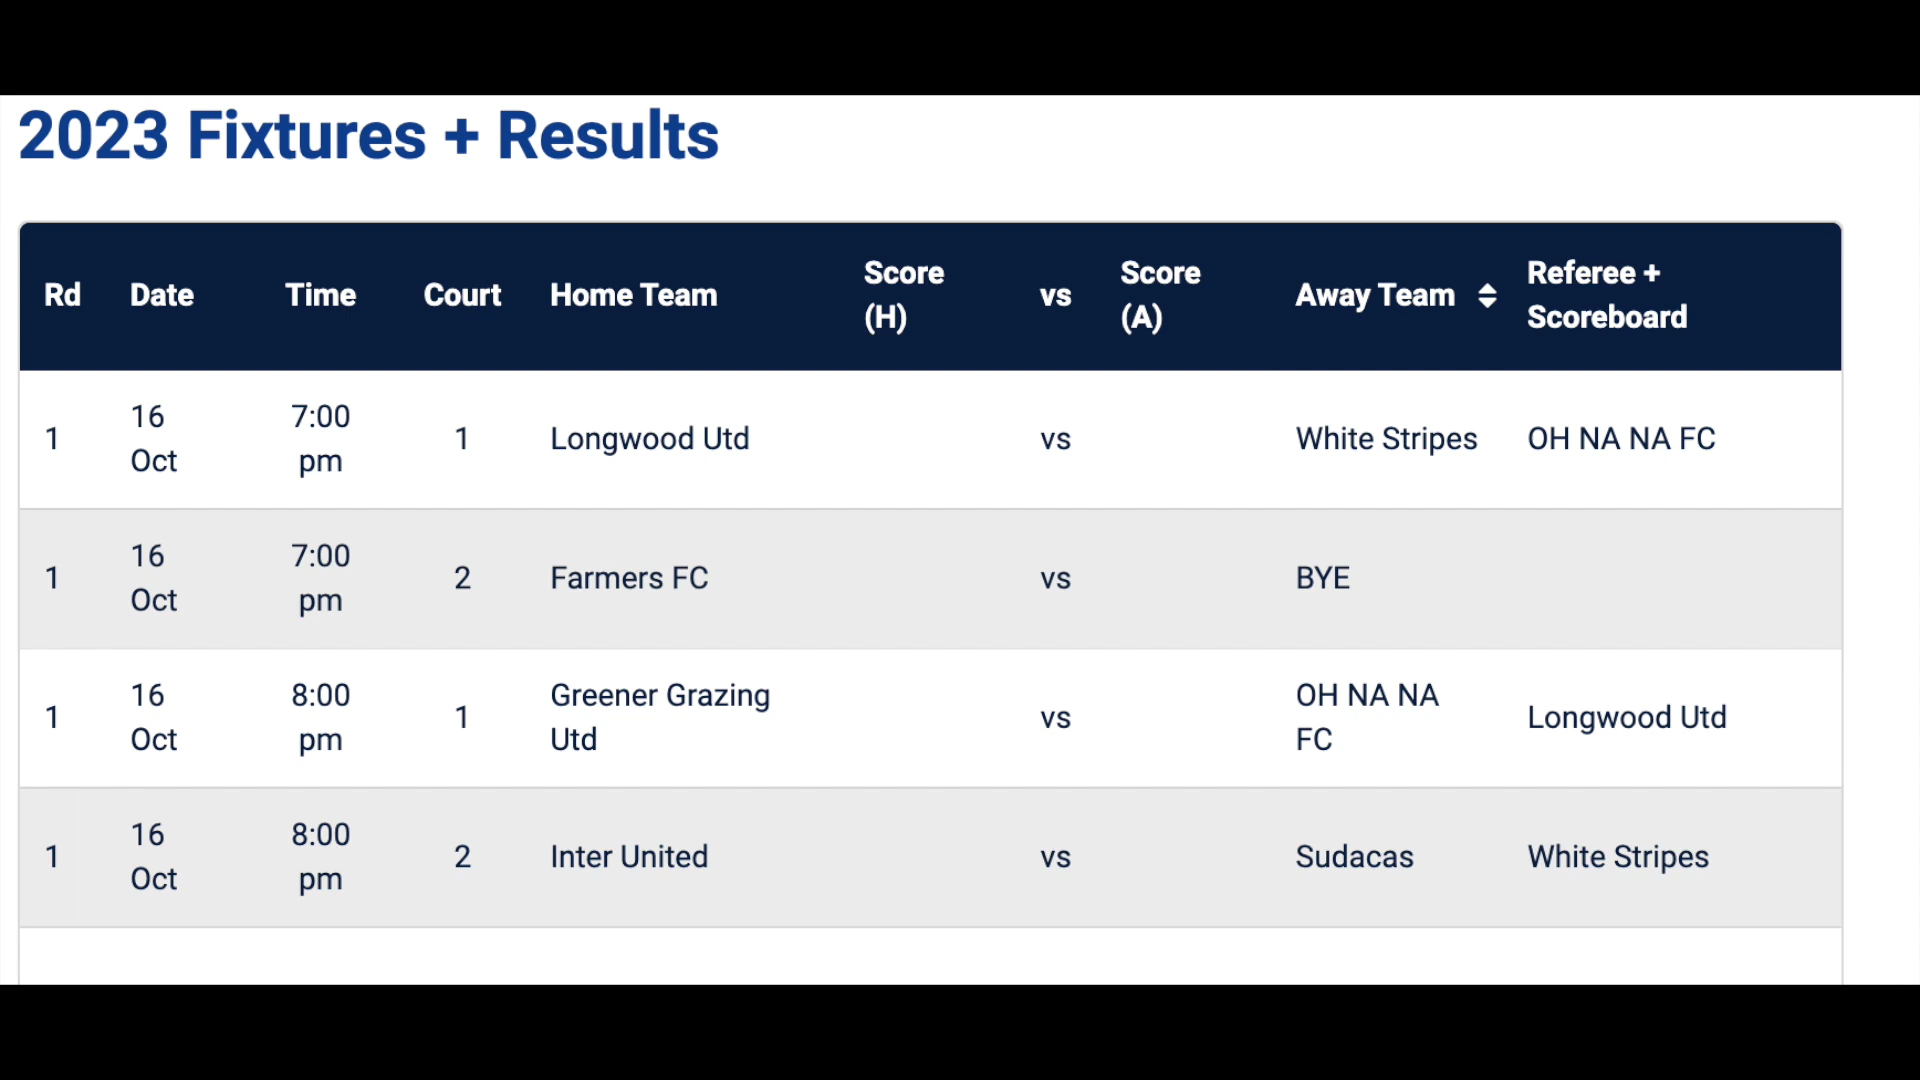 2023 Fixtures + Results
Rd Date Time Court Home Team Score (H) vs Score (A) Away Team Referee + Scoreboard
1 16 Oct 7:00 pm 1 Longwood Utd vs White Stripes OH NA NA FC
1 16 Oct 7:00 pm 2 Farmers FC vs BYE
1 16 Oct 8:00 pm 1 Greener Grazing Utd vs OH NA NA FC Longwood Utd
1 16 Oct 8:00 pm 2 Inter United vs Sudacas White Stripes